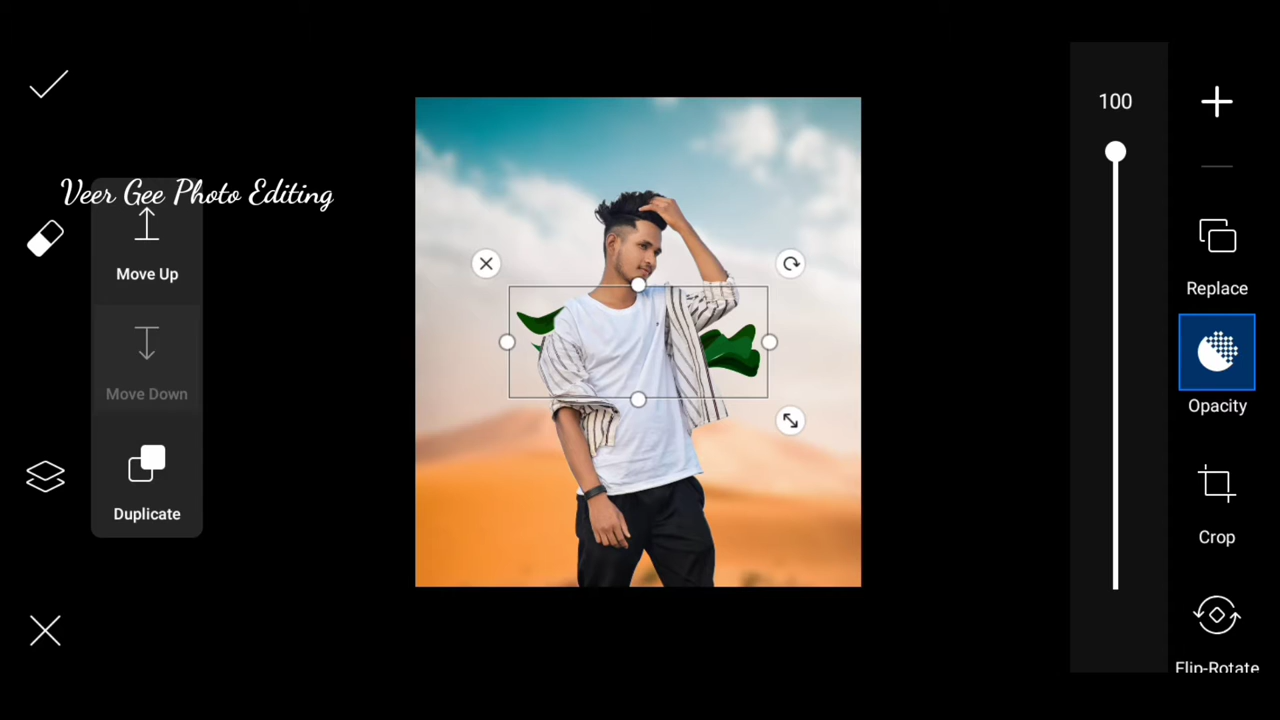 Veer Gee Photo Editing
Move Up
Move Down
Duplicate
100
Replace
Opacity
Crop
Flip-Rotate